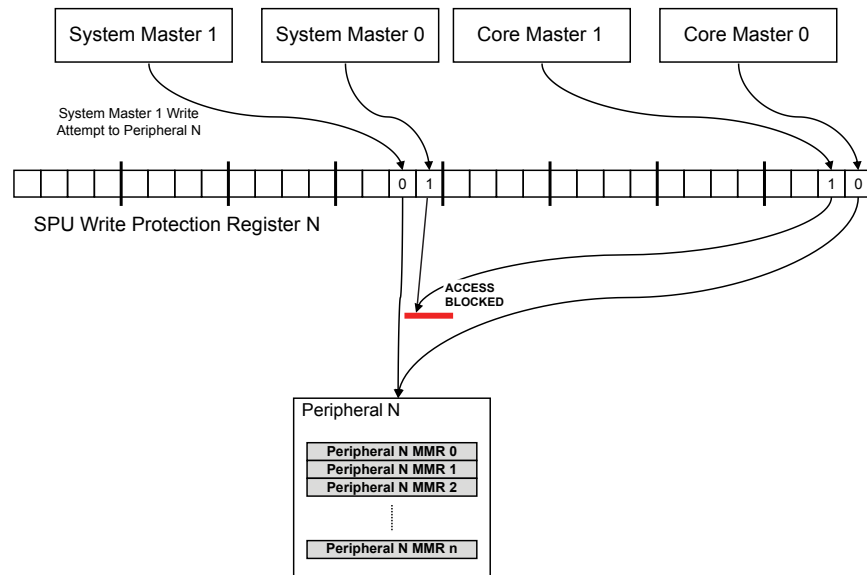 System Master 1
System Master 0
Core Master 1
Core Master 0
System Master 1 Write
Attempt to Peripheral N
0 1 1 0
SPU Write Protection Register N
ACCESS
BLOCKED
Peripheral N
Peripheral N MMR 0
Peripheral N MMR 1
Peripheral N MMR 2
Peripheral N MMR n